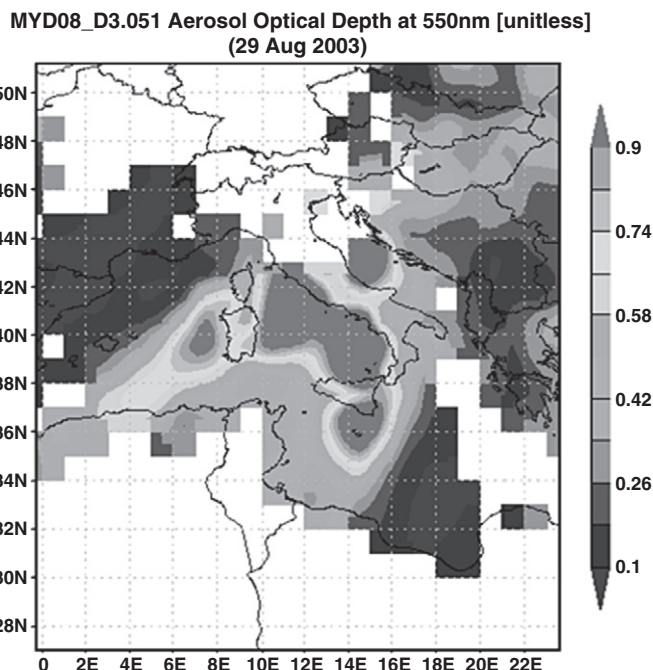 MYD08_D3.051 Aerosol Optical Depth at 550nm [unitless]
(29 Aug 2003)
50N
48N
46N
44N
42N
40N
38N
36N
34N
32N
30N
28N
0 2E 4E 6E 8E 10E 12E 14E 16E 18E 20E 22E
0.9
0.74
0.58
0.42
0.26
0.1